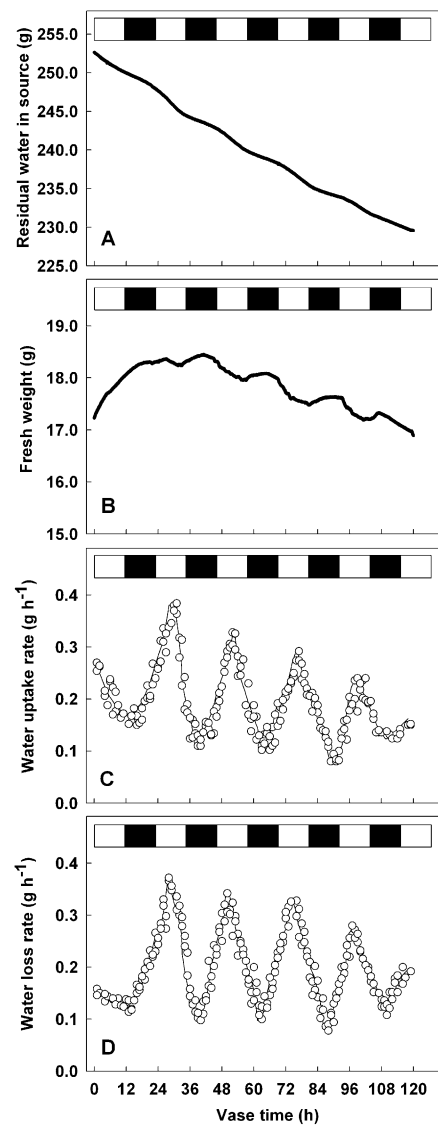 255.0
250.0
245.0
240.0
235.0
230.0
225.0
Residual water in source (g)
A
19.0
18.0
17.0
16.0
15.0
Fresh weight (g)
B
0.4
0.3
0.2
0.1
0.0
Water uptake rate (g h-1)
C
0.4
0.3
0.2
0.1
0.0
Water loss rate (g h-1)
D
0 12 24 36 48 60 72 84 96 108 120
Vase time (h)